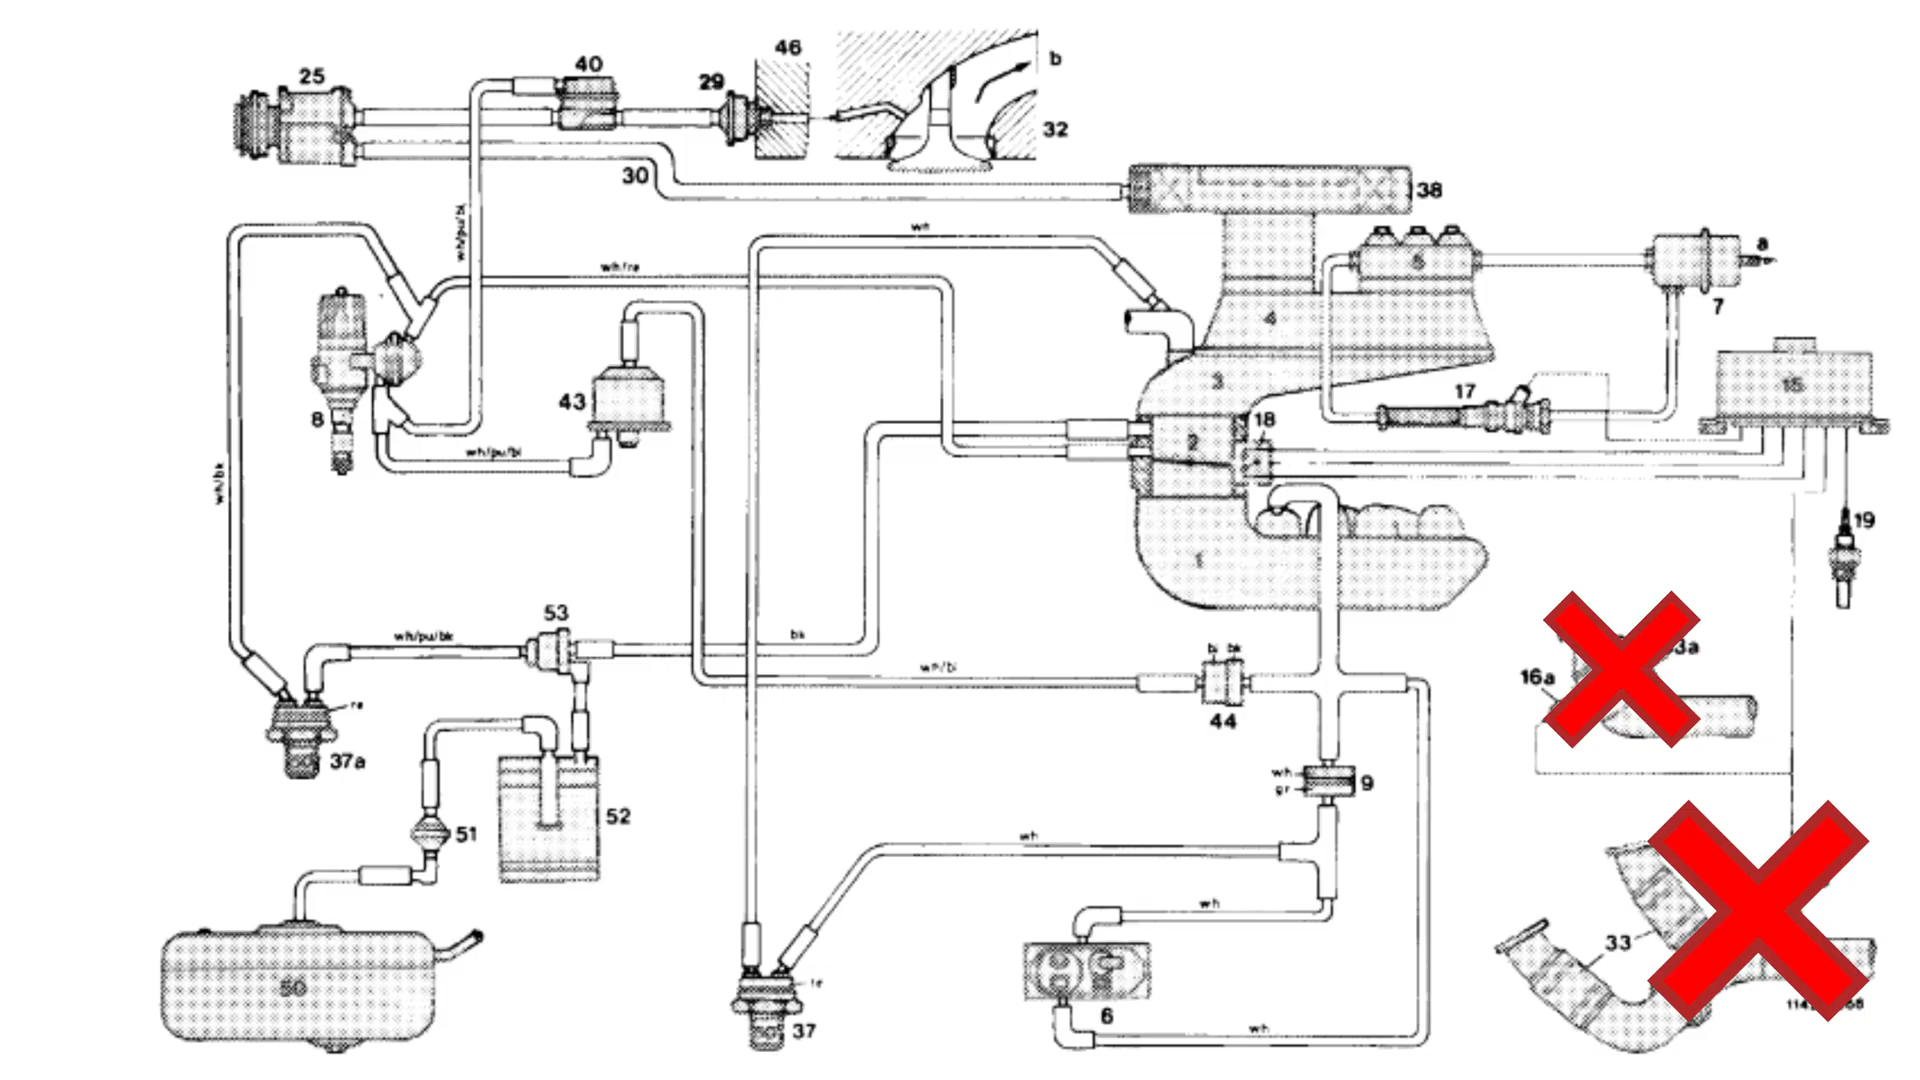 46
40
25
29
b
32
30
38
wh
wh/pu/bl
wh/re
5
a
7
4
3
15
17
43
8
18
2
wh/pu/bl
wh/bk
19
1
53
wh/pu/bk
bk
wh/bl
bl
bk
44
16a
re
37a
wh
gr
9
52
51
wh
wh
33
50
37
6
wh